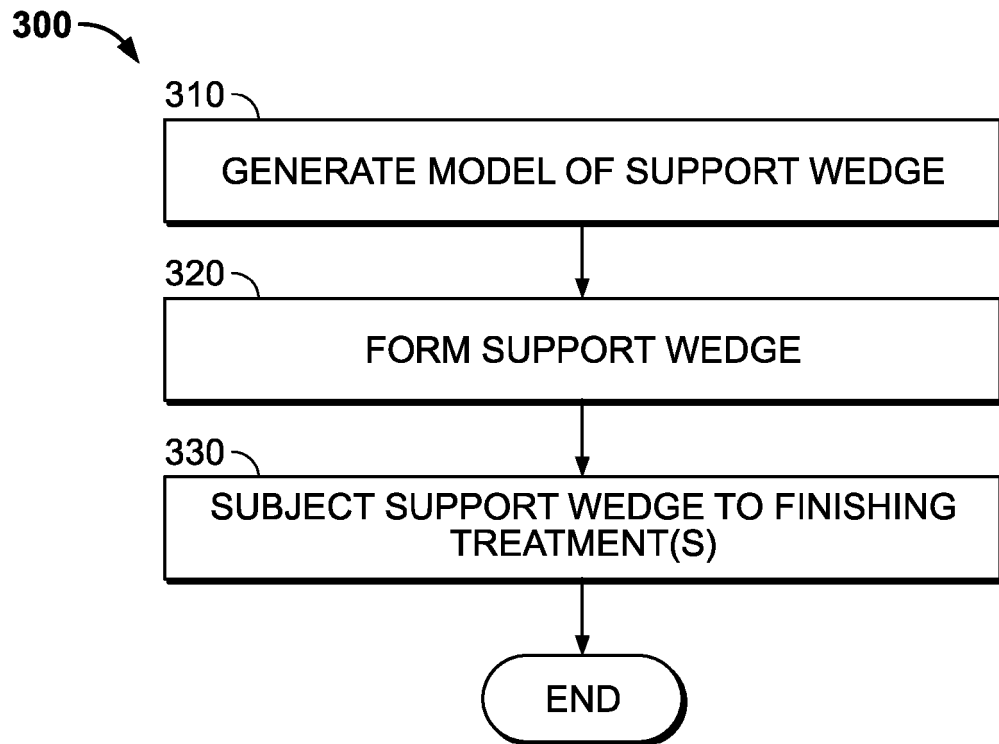 300
310
GENERATE MODEL OF SUPPORT WEDGE
320
FORM SUPPORT WEDGE
330
SUBJECT SUPPORT WEDGE TO FINISHING
TREATMENT(S)
END